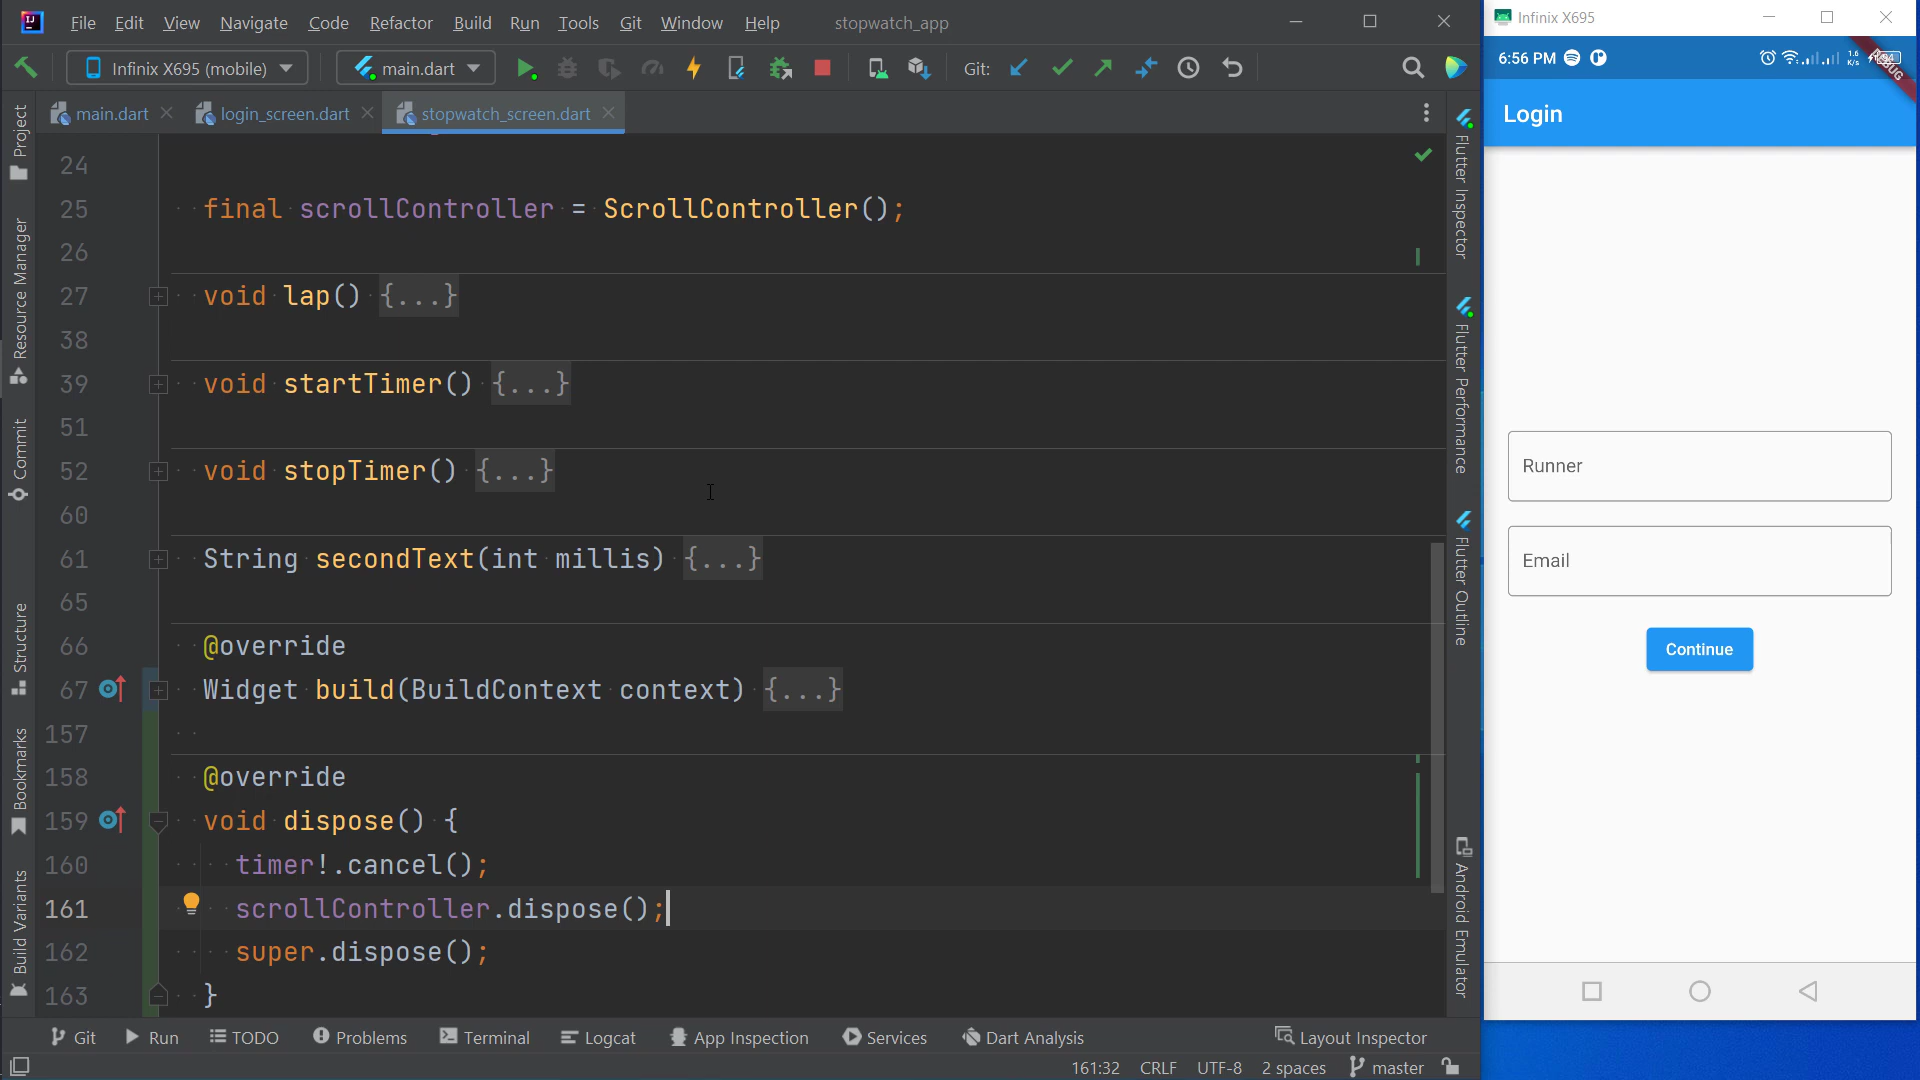 File Edit View Navigate Code Refactor Build Run Tools Git Window Help stopwatch_app
Infinix X695 (mobile) main.dart Git:
main.dart login_screen.dart stopwatch_screen.dart
24
25 final scrollController = ScrollController();
26
27 void lap() {...}
38
39 void startTimer() {...}
51
52 void stopTimer() {...}
60
61 String secondText(int millis) {...}
65
66 @override
67 Widget build(BuildContext context) {...}
157
158 @override
159 void dispose() {
160 timer!.cancel();
161 scrollController.dispose();
162 super.dispose();
163 }
Project
Resource Manager
Commit
Structure
Bookmarks
Build Variants
Flutter Inspector
Flutter Performance
Flutter Outline
Android Emulator
Git Run TODO Problems Terminal Logcat App Inspection Services Dart Analysis Layout Inspector
161:32 CRLF UTF-8 2 spaces master
Infinix X695
6:56 PM 1.6 K/s
Login
Runner
Email
Continue